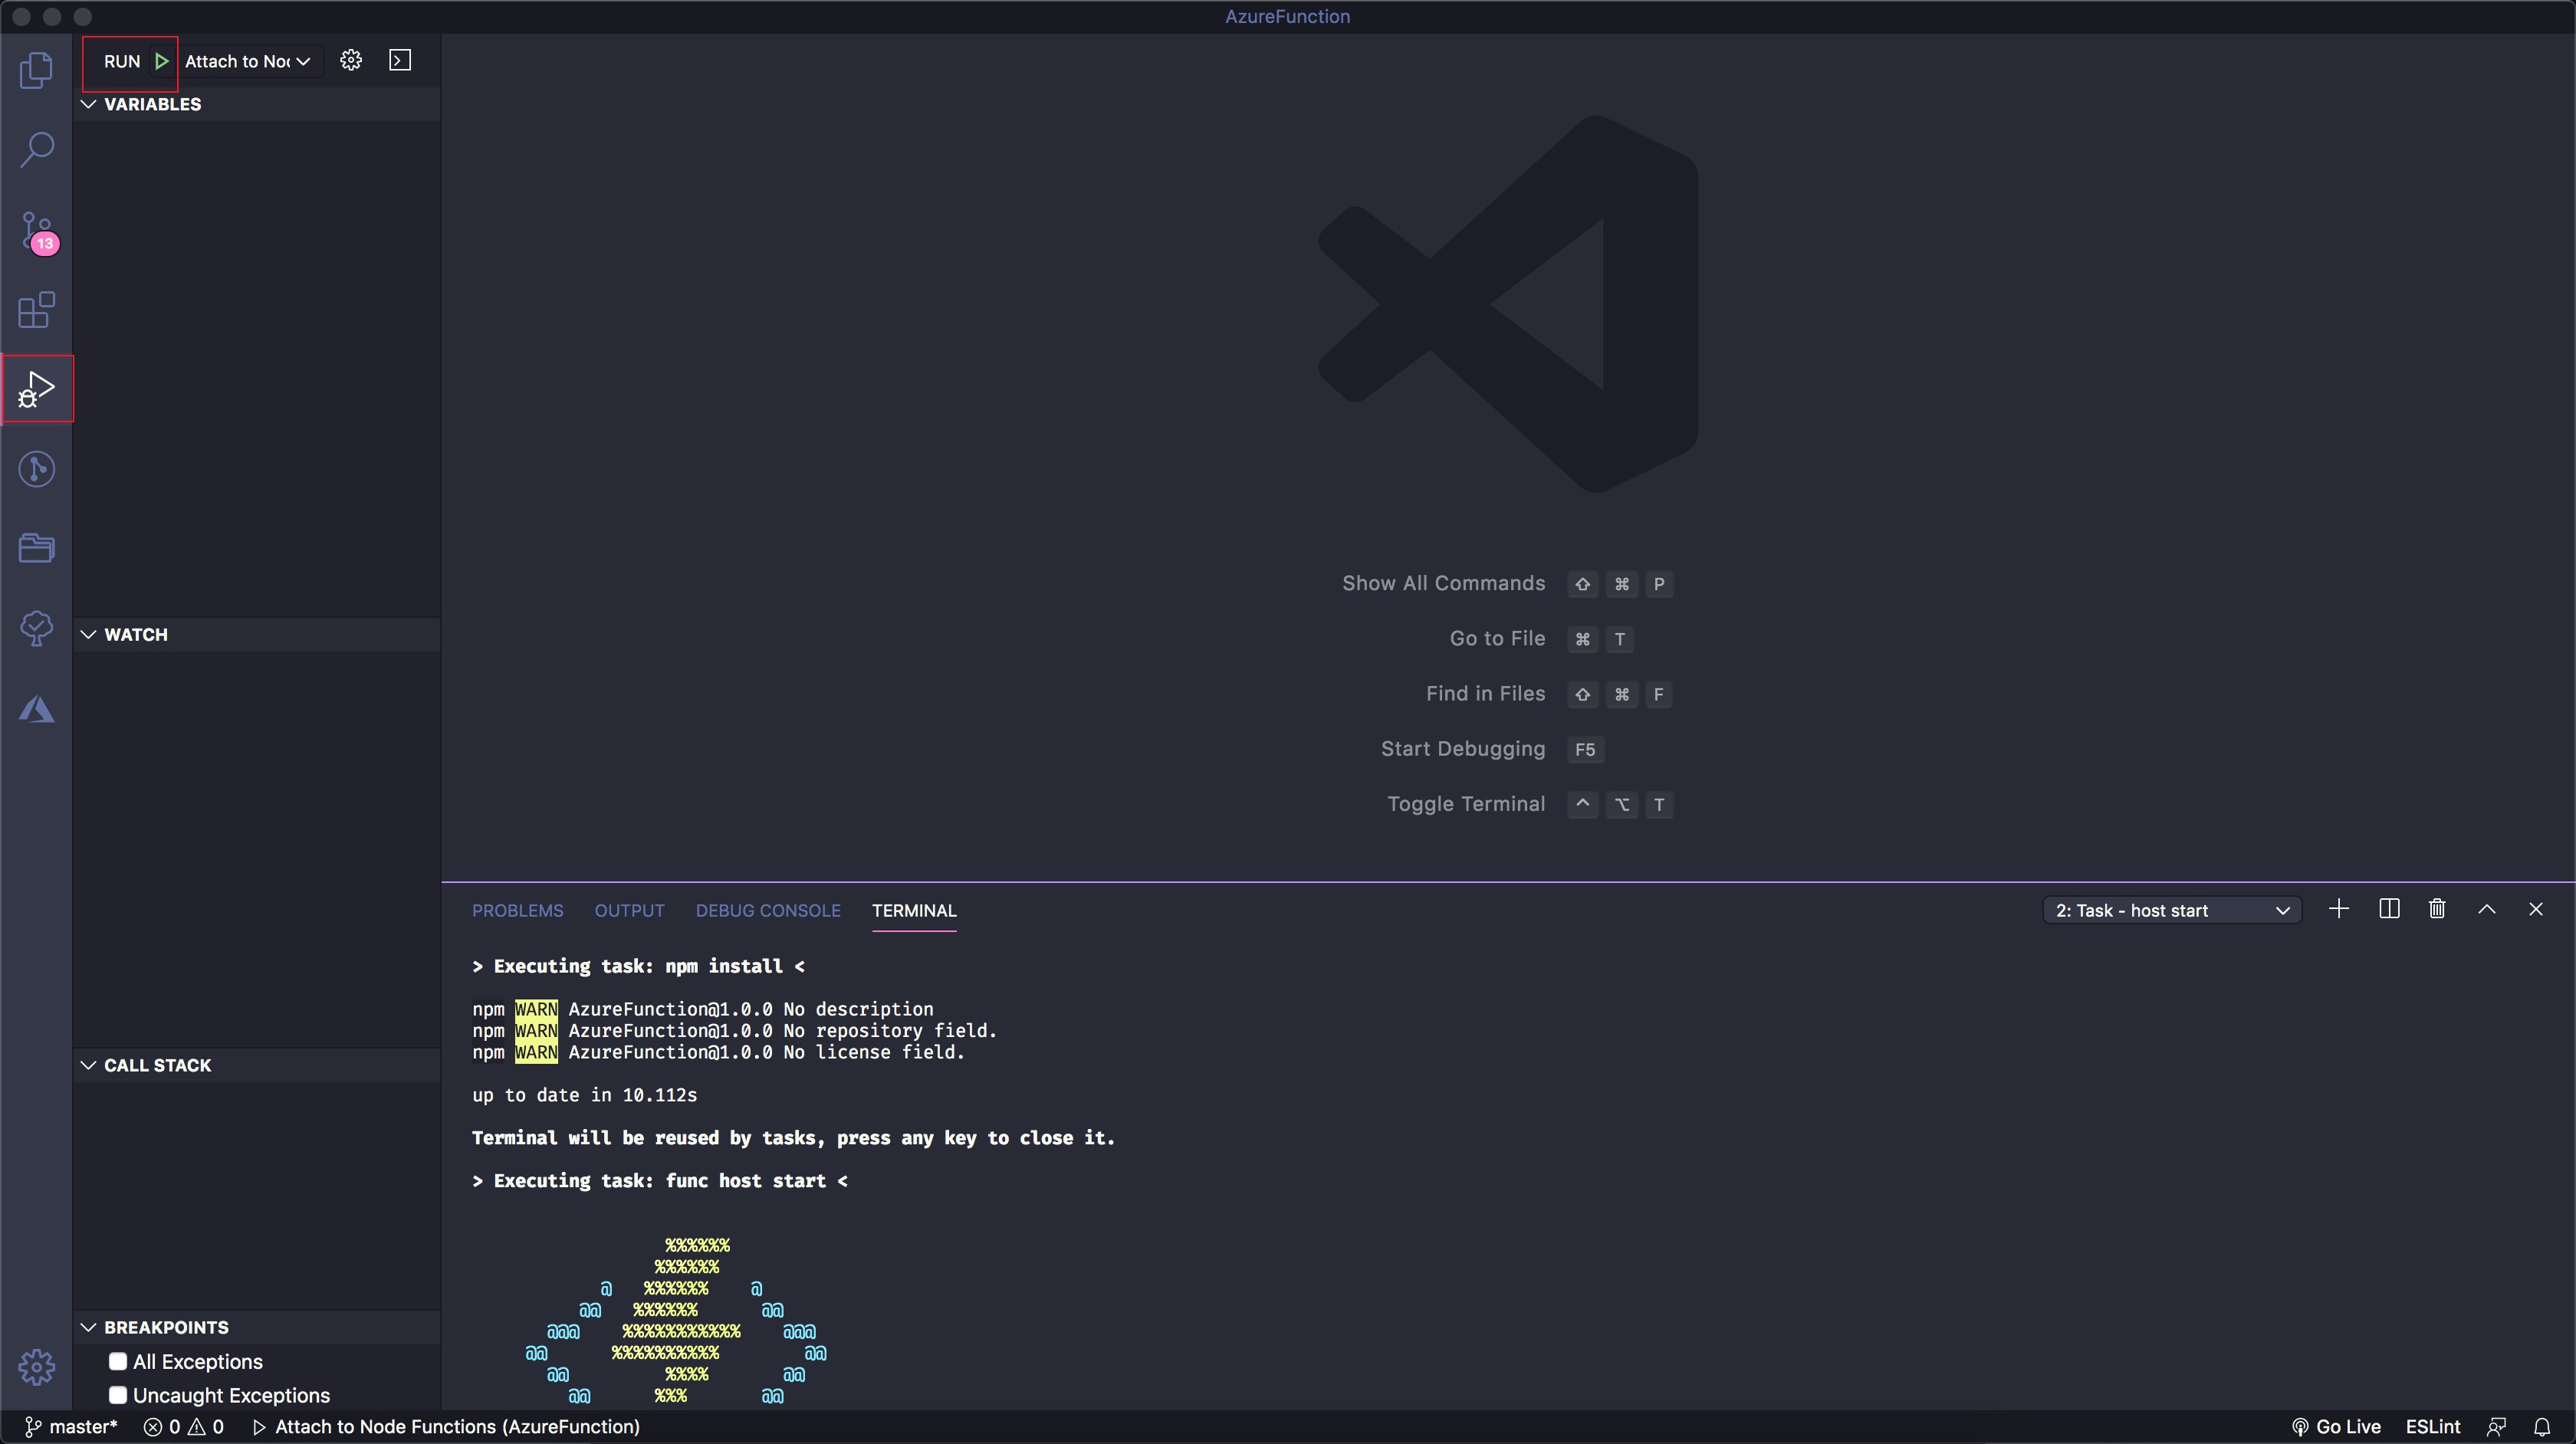 AzureFunction
RUN Attach to Noc
VARIABLES
13
WATCH
CALL STACK
BREAKPOINTS
All Exceptions
Uncaught Exceptions
Show All Commands ⇧ ⌘ P
Go to File ⌘ T
Find in Files ⇧ ⌘ F
Start Debugging F5
Toggle Terminal ^ ⌥ T
PROBLEMS OUTPUT DEBUG CONSOLE TERMINAL 2: Task - host start
> Executing task: npm install <
npm WARN AzureFunction@1.0.0 No description
npm WARN AzureFunction@1.0.0 No repository field.
npm WARN AzureFunction@1.0.0 No license field.
up to date in 10.112s
Terminal will be reused by tasks, press any key to close it.
> Executing task: func host start <
%%%%%%
%%%%%%
@ %%%%%% @
@@ %%%%%% @@
@@@ %%%%%%%%%%% @@@
@@ %%%%%%%%%% @@
@@ %%%% @@
@@ %%% @@
master* 0 0 Attach to Node Functions (AzureFunction) Go Live ESLint